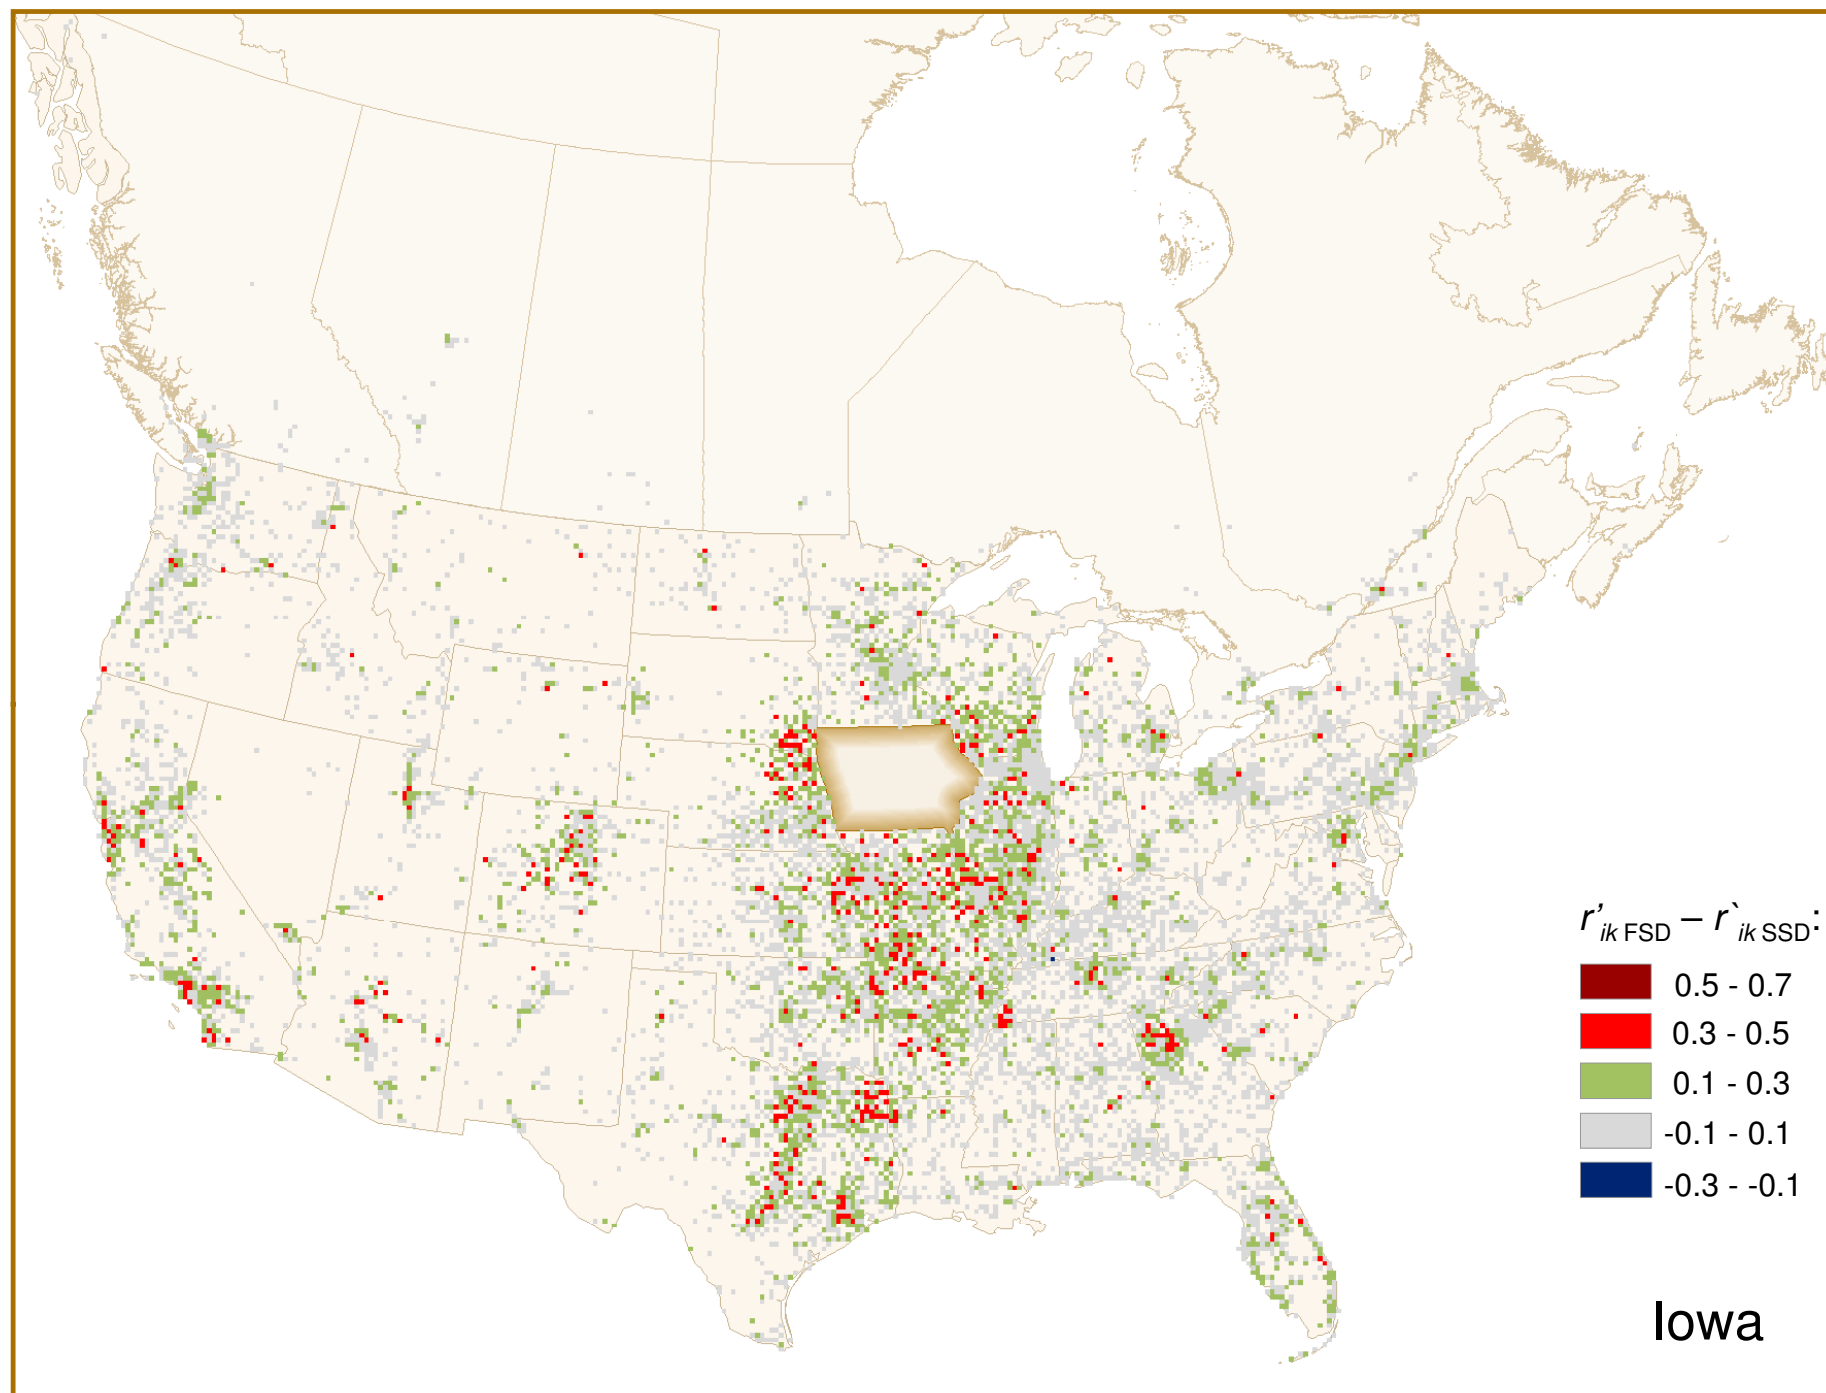 r’ik FSD – r`ik SSD:
0.5 - 0.7
0.3 - 0.5
0.1 - 0.3
-0.1 - 0.1
-0.3 - -0.1
Iowa